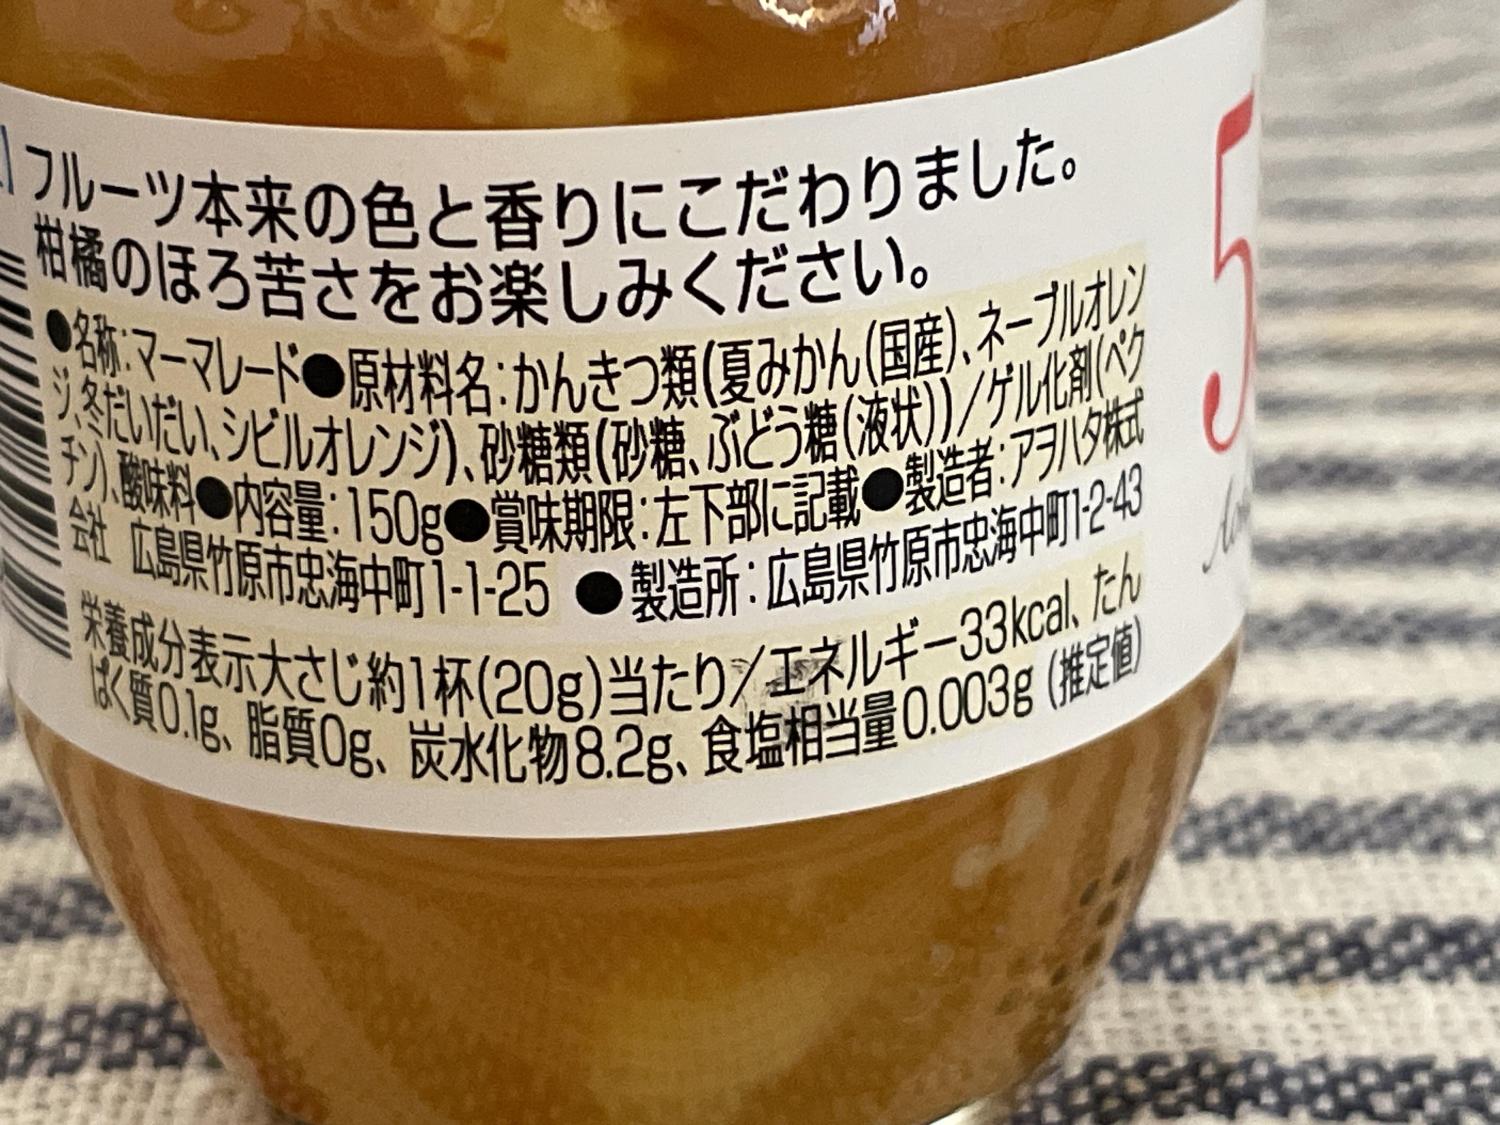 フルーツ本来の色と香りにこだわりました。
柑橘のほろ苦さをお楽しみください。
●名称:マーマレード●原材料名:かんきつ類(夏みかん(国産)、ネーブルオレン
ジ、冬だいだい、シビルオレンジ)、砂糖類(砂糖、ぶどう糖(液状))/ゲル化剤(ペク
チン)、酸味料●内容量:150g●賞味期限:左下部に記載●製造者:アヲハタ株式
会社 広島県竹原市忠海中町1-1-25 ●製造所:広島県竹原市忠海中町1-2-43
栄養成分表示大さじ約1杯(20g)当たり/エネルギー33kcal、たん
ぱく質0.1g、脂質0g、炭水化物8.2g、食塩相当量0.003g(推定値)
5